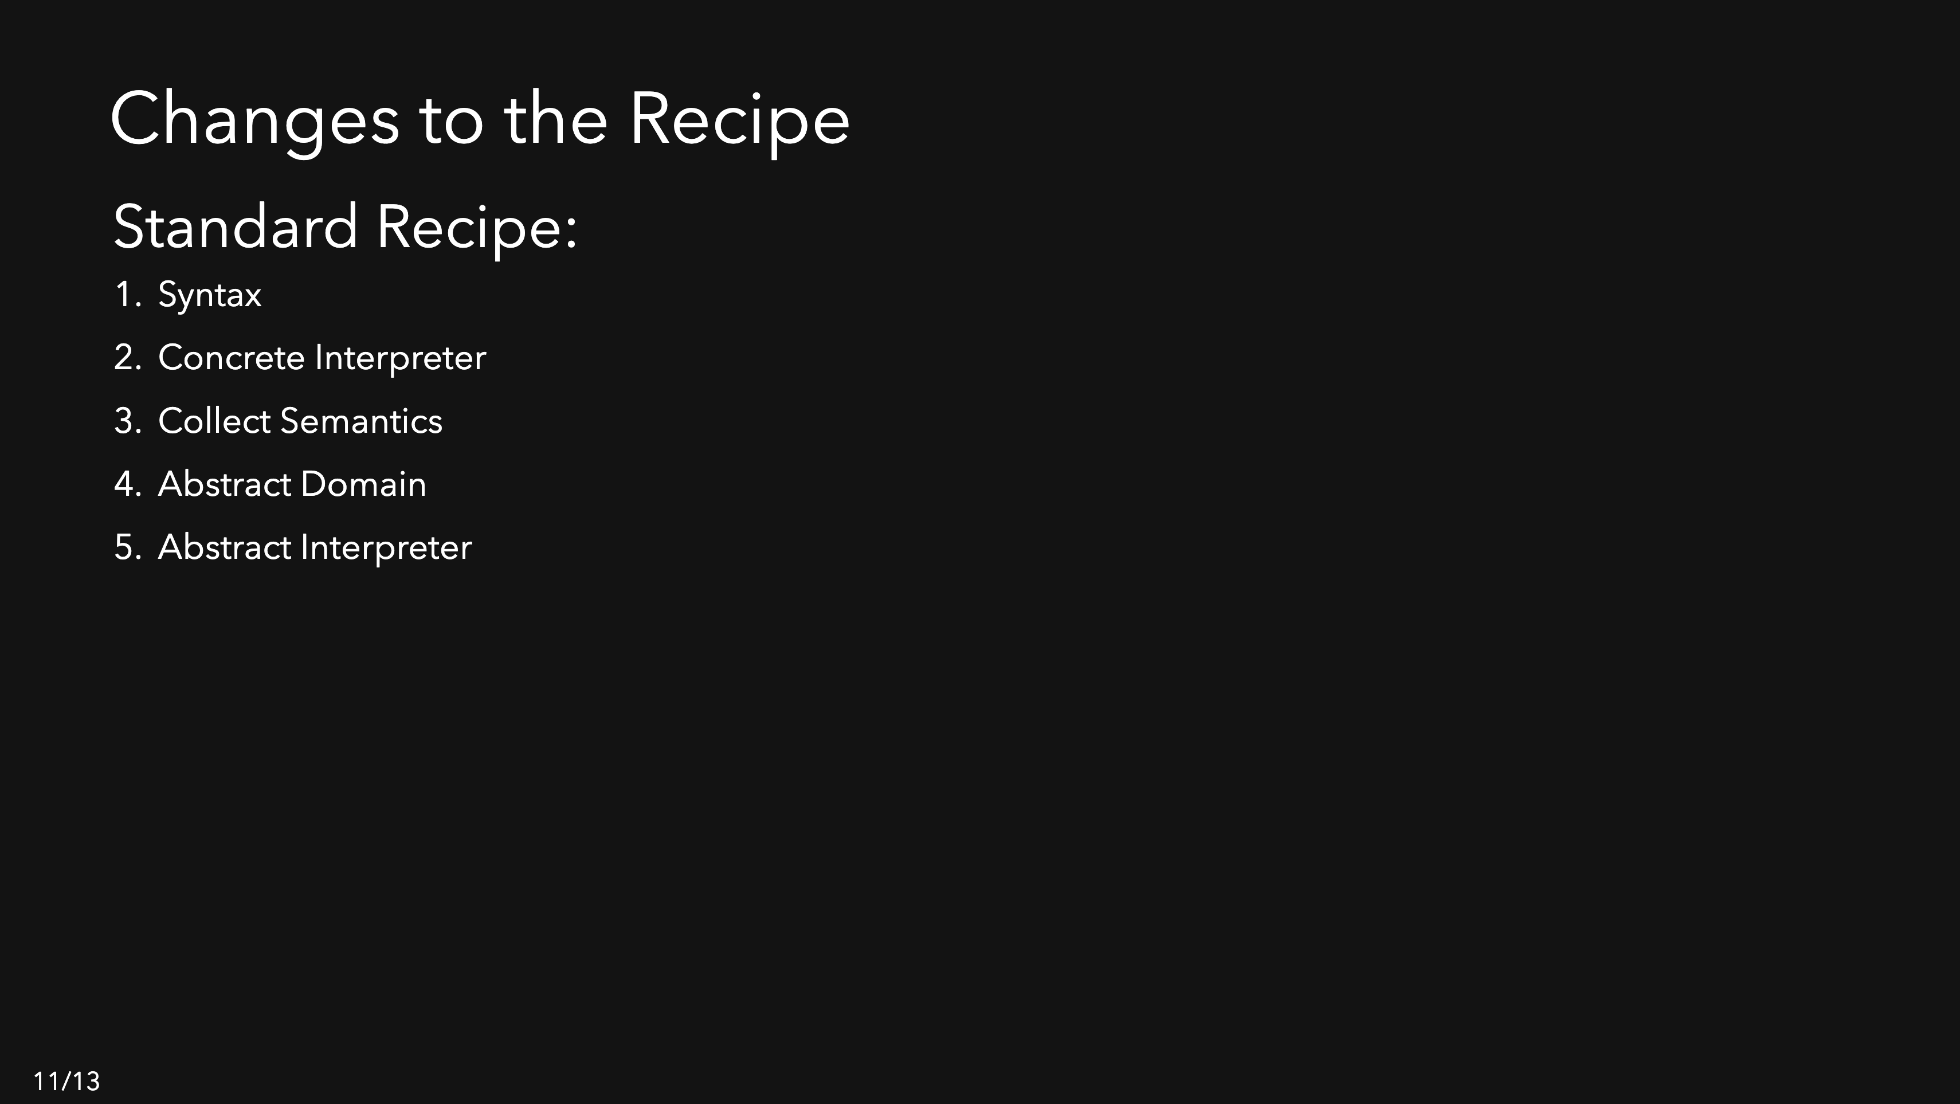 Changes to the Recipe
Standard Recipe:
1. Syntax
2. Concrete Interpreter
3. Collect Semantics
4. Abstract Domain
5. Abstract Interpreter
11/13